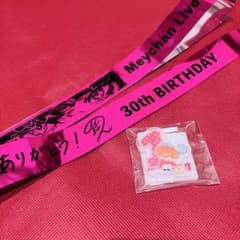 Meychan Live
30th BIRTHDAY
ありがとう!